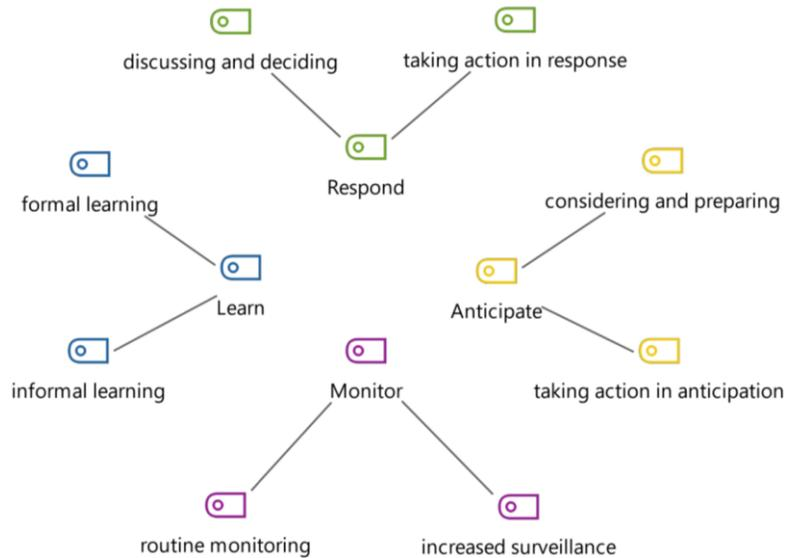 discussing and deciding
taking action in response
Respond
formal learning
considering and preparing
Learn
Anticipate
informal learning
Monitor
taking action in anticipation
routine monitoring
increased surveillance